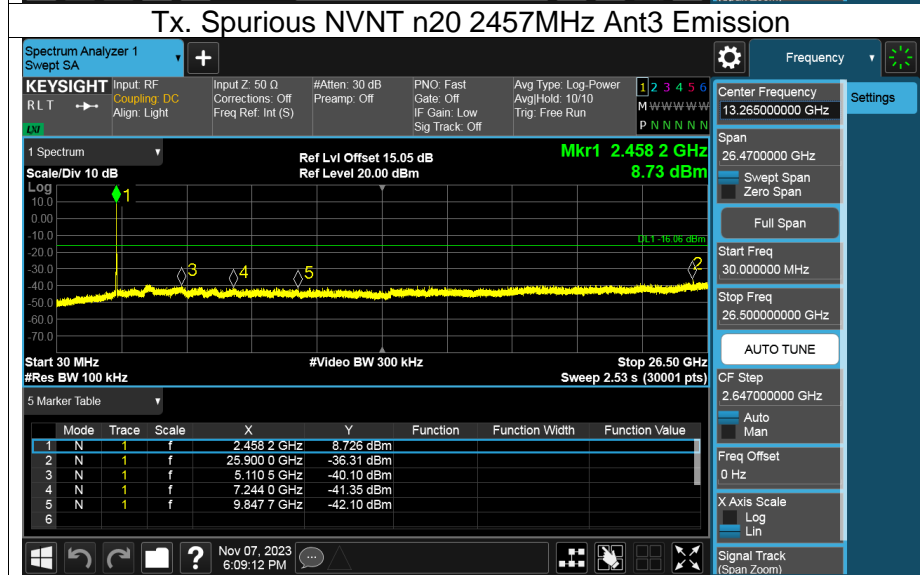 Tx. Spurious NVNT n20 2457MHz Ant3 Emission
Spectrum Analyzer 1
Swept SA
+
Frequency
KEYSIGHT
RLT
LXI
Input: RF
Coupling: DC
Align: Light
Input Z: 50 Ω
Corrections: Off
Freq Ref: Int (S)
#Atten: 30 dB
Preamp: Off
PNO: Fast
Gate: Off
IF Gain: Low
Sig Track: Off
Avg Type: Log-Power
Avg|Hold: 10/10
Trig: Free Run
1 2 3 4 5 6
M W W W W W
P N N N N N
1 Spectrum
Scale/Div 10 dB
Ref Lvl Offset 15.05 dB
Ref Level 20.00 dBm
Mkr1 2.458 2 GHz
8.73 dBm
Log
10.0
0.00
-10.0
-20.0
-30.0
-40.0
-50.0
-60.0
-70.0
1
3
4
5
2
DL1 -16.06 dBm
Start 30 MHz
#Res BW 100 kHz
#Video BW 300 kHz
Stop 26.50 GHz
Sweep 2.53 s (30001 pts)
5 Marker Table
Mode Trace Scale X Y Function Function Width Function Value
1 N 1 f 2.458 2 GHz 8.726 dBm
2 N 1 f 25.900 0 GHz -36.31 dBm
3 N 1 f 5.110 5 GHz -40.10 dBm
4 N 1 f 7.244 0 GHz -41.35 dBm
5 N 1 f 9.847 7 GHz -42.10 dBm
6
?
Nov 07, 2023
6:09:12 PM
Center Frequency
13.265000000 GHz
Settings
Span
26.4700000 GHz
Swept Span
Zero Span
Full Span
Start Freq
30.000000 MHz
Stop Freq
26.500000000 GHz
AUTO TUNE
CF Step
2.647000000 GHz
Auto
Man
Freq Offset
0 Hz
X Axis Scale
Log
Lin
Signal Track
(Span Zoom)